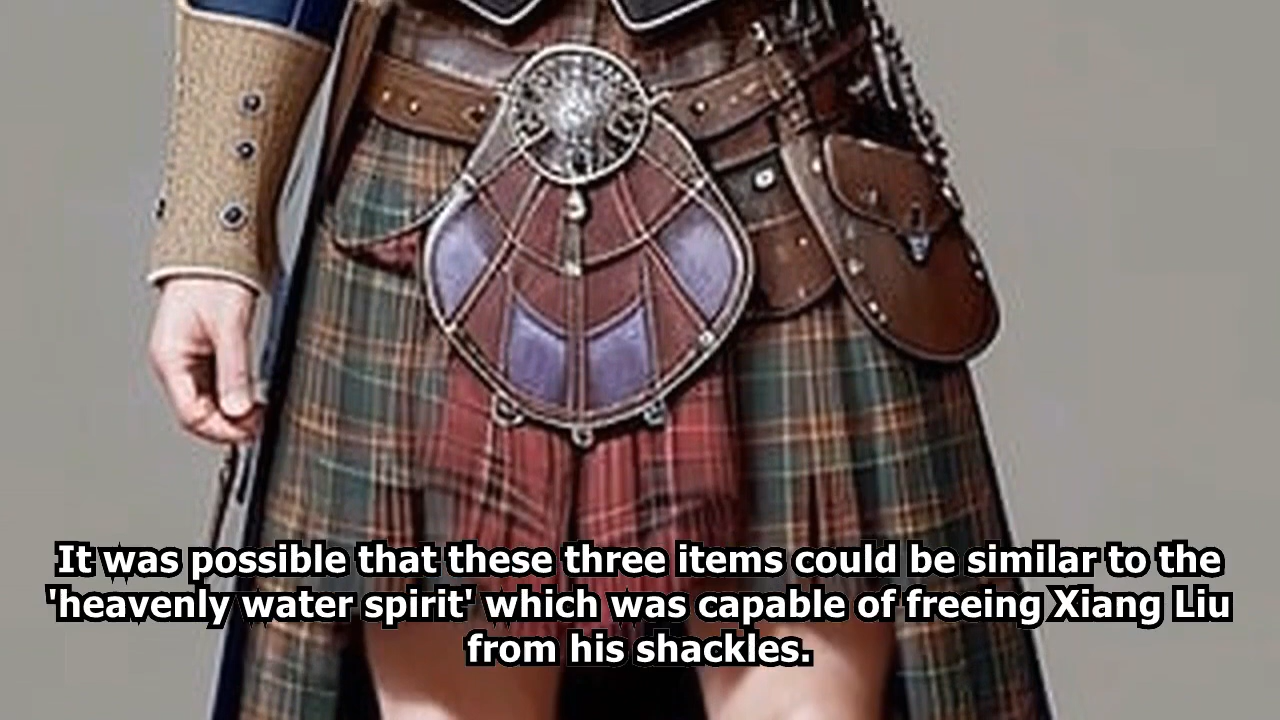 It was possible that these three items could be similar to the
'heavenly water spirit' which was capable of freeing Xiang Liu
from his shackles.